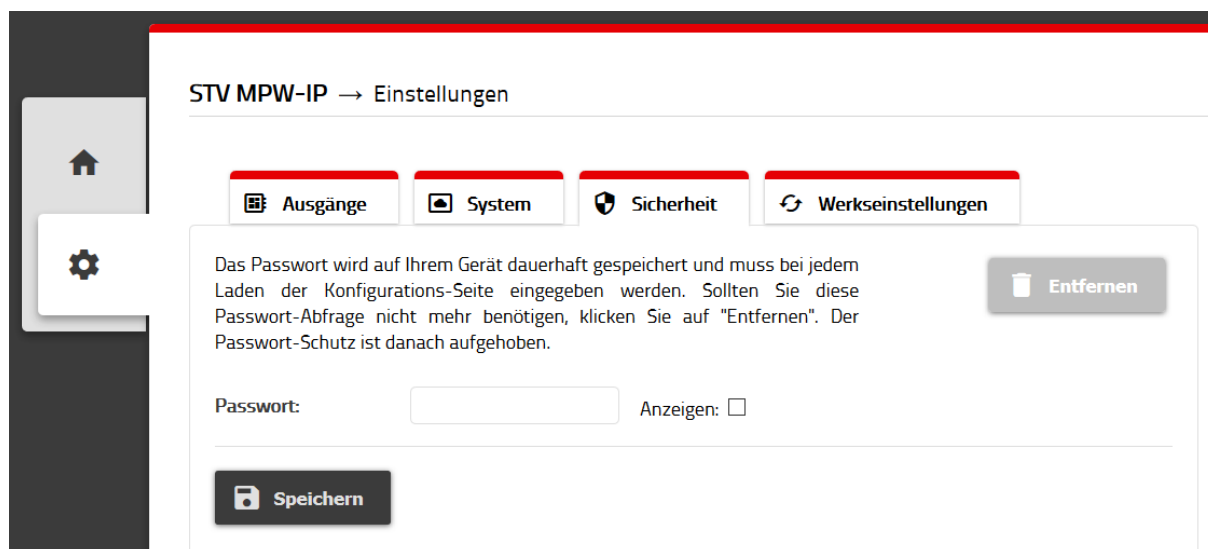 STV MPW-IP → Einstellungen
Ausgänge System Sicherheit Werkseinstellungen
Das Passwort wird auf Ihrem Gerät dauerhaft gespeichert und muss bei jedem
Laden der Konfigurations-Seite eingegeben werden. Sollten Sie diese
Passwort-Abfrage nicht mehr benötigen, klicken Sie auf "Entfernen". Der
Passwort-Schutz ist danach aufgehoben.
Entfernen
Passwort: Anzeigen:
Speichern